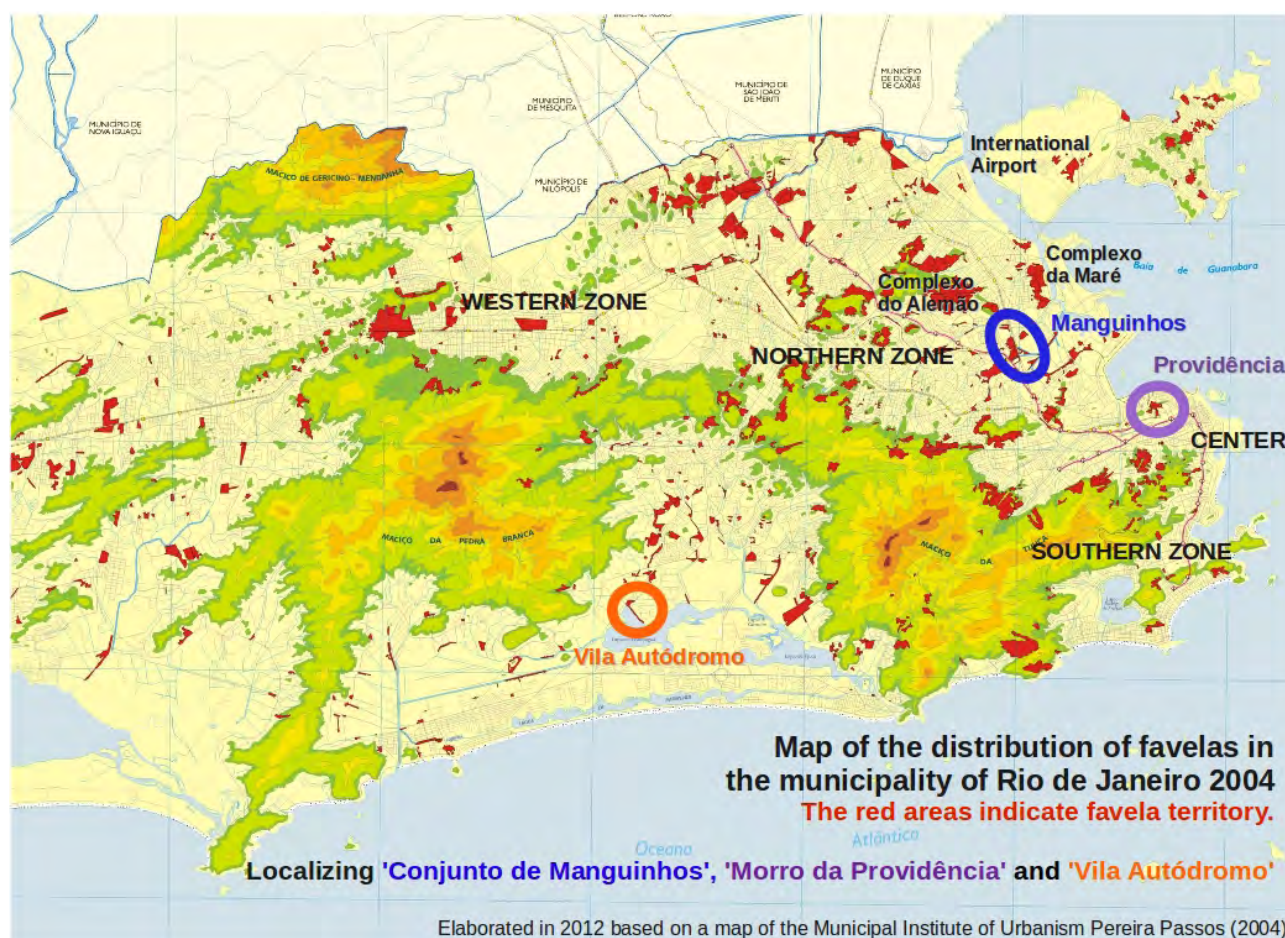 MUNICÍPIO DE
NOVA IGUAÇU
MUNICÍPIO
DE MESQUITA
MUNICÍPIO DE
SÃO JOÃO
DE MERITI
MUNICÍPIO
DE DUQUE
DE CAXIAS
MUNICÍPIO DE
NILÓPOLIS
MACIÇO DE GERICINO - MENDANHA
International
Airport
Complexo
da Maré
Baía de Guanabara
Complexo
do Alemão
WESTERN ZONE
Manguinhos
NORTHERN ZONE
Providência
CENTER
MACIÇO DA PEDRA BRANCA
MACIÇO DA TIJUCA
SOUTHERN ZONE
Vila Autódromo
Map of the distribution of favelas in
the municipality of Rio de Janeiro 2004
The red areas indicate favela territory.
Oceano Atlântico
Localizing 'Conjunto de Manguinhos', 'Morro da Providência' and 'Vila Autódromo'
Elaborated in 2012 based on a map of the Municipal Institute of Urbanism Pereira Passos (2004)